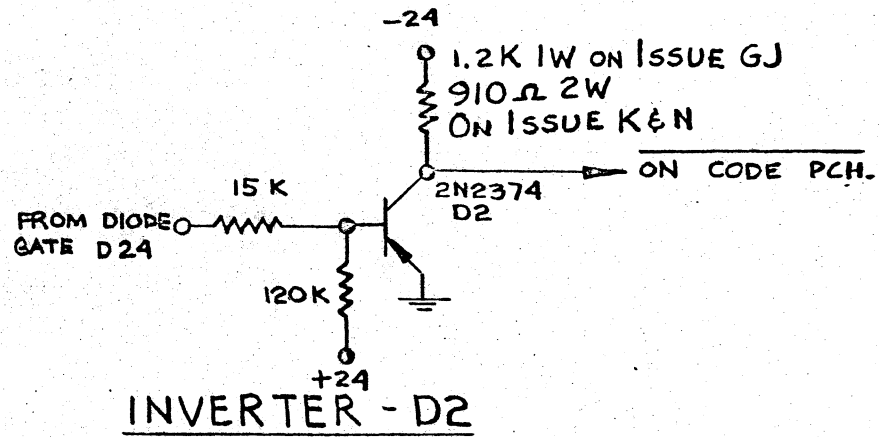 -24
1.2K 1W ON ISSUE GJ
910Ω 2W
ON ISSUE K & N
ON CODE PCH.
2N2374
D2
15 K
FROM DIODE
GATE D24
120K
+24
INVERTER - D2